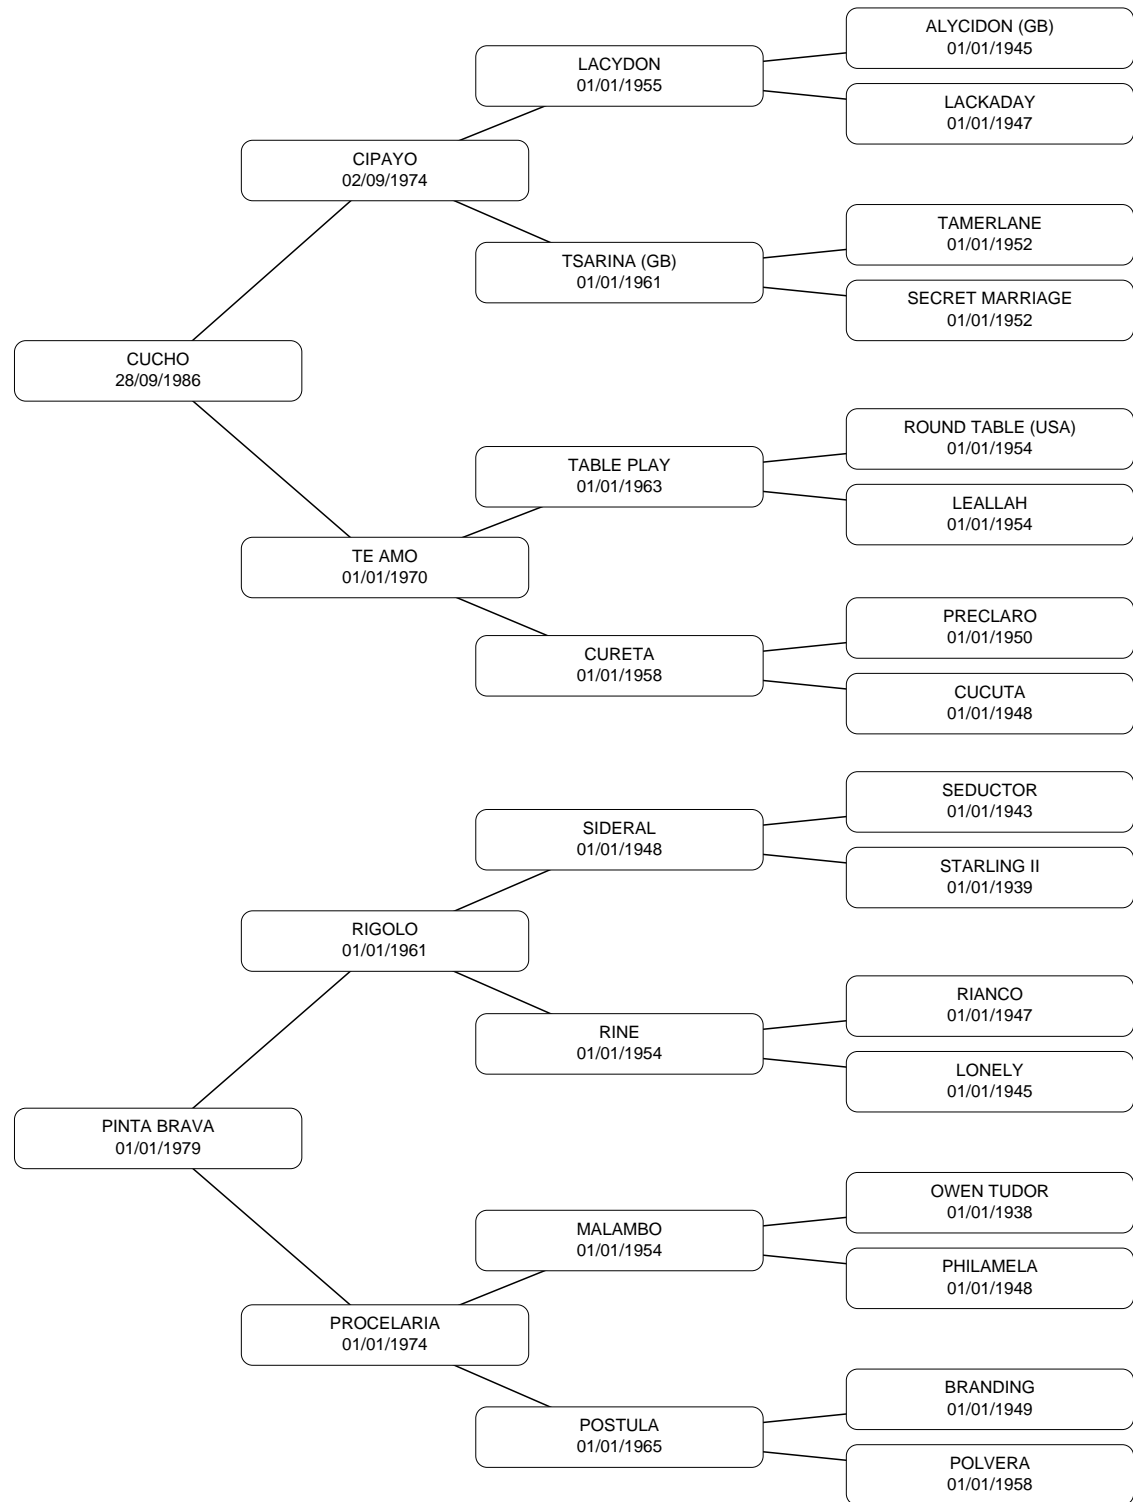 ALYCIDON (GB)
01/01/1945
LACYDON
01/01/1955
LACKADAY
01/01/1947
CIPAYO
02/09/1974
TAMERLANE
01/01/1952
TSARINA (GB)
01/01/1961
SECRET MARRIAGE
01/01/1952
CUCHO
28/09/1986
ROUND TABLE (USA)
01/01/1954
TABLE PLAY
01/01/1963
LEALLAH
01/01/1954
TE AMO
01/01/1970
PRECLARO
01/01/1950
CURETA
01/01/1958
CUCUTA
01/01/1948
SEDUCTOR
01/01/1943
SIDERAL
01/01/1948
STARLING II
01/01/1939
RIGOLO
01/01/1961
RIANCO
01/01/1947
RINE
01/01/1954
LONELY
01/01/1945
PINTA BRAVA
01/01/1979
OWEN TUDOR
01/01/1938
MALAMBO
01/01/1954
PHILAMELA
01/01/1948
PROCELARIA
01/01/1974
BRANDING
01/01/1949
POSTULA
01/01/1965
POLVERA
01/01/1958